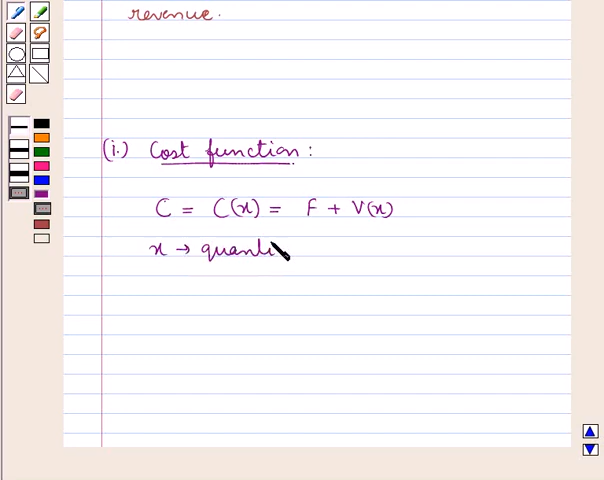 revenue.
(i.) Cost function :
C = C(x) = F + V(x)
x → quanti